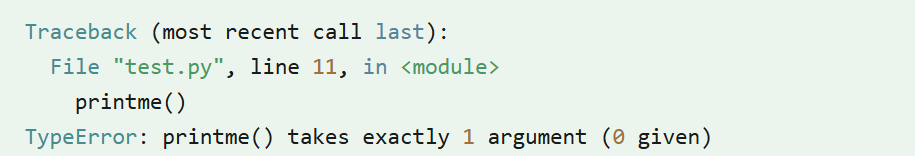 Traceback (most recent call last):
File "test.py", line 11, in <module>
printme()
TypeError: printme() takes exactly 1 argument (0 given)